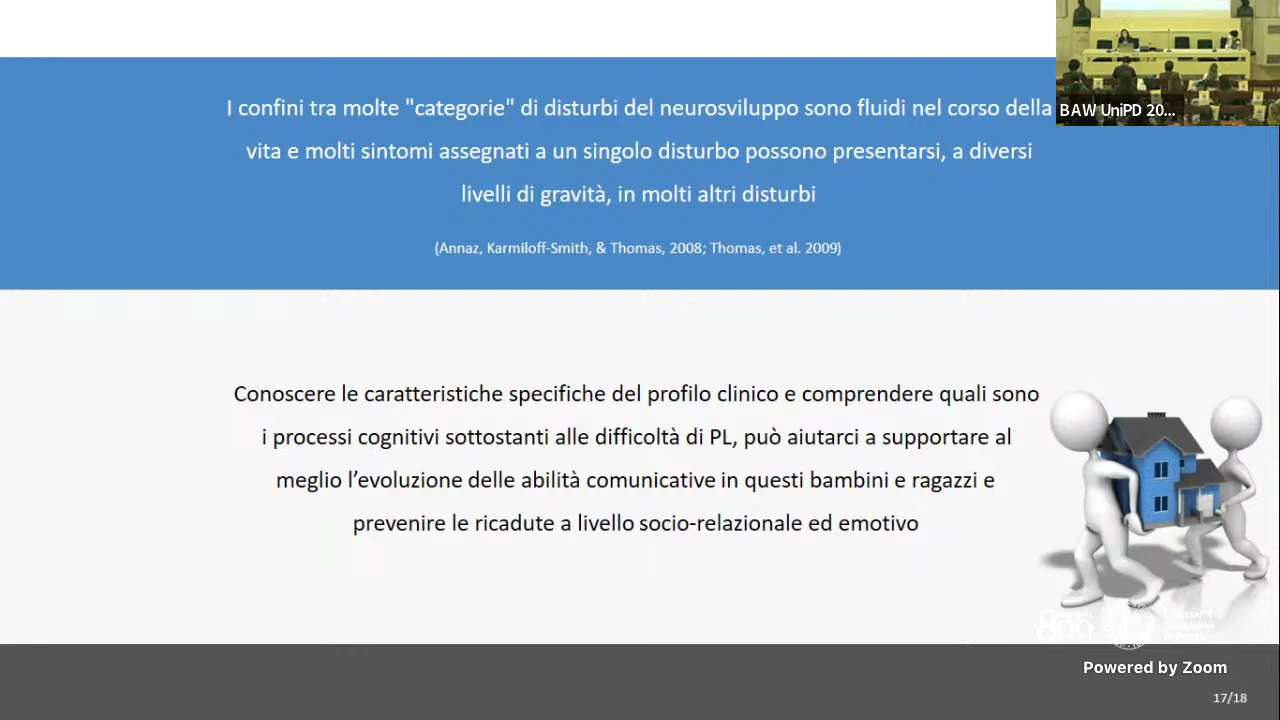 I confini tra molte "categorie" di disturbi del neurosviluppo sono fluidi nel corso della
vita e molti sintomi assegnati a un singolo disturbo possono presentarsi, a diversi
livelli di gravità, in molti altri disturbi
(Annaz, Karmiloff-Smith, & Thomas, 2008; Thomas, et al. 2009)
BAW UniPD 20...
Conoscere le caratteristiche specifiche del profilo clinico e comprendere quali sono
i processi cognitivi sottostanti alle difficoltà di PL, può aiutarci a supportare al
meglio l’evoluzione delle abilità comunicative in questi bambini e ragazzi e
prevenire le ricadute a livello socio-relazionale ed emotivo
800
Powered by Zoom
17/18